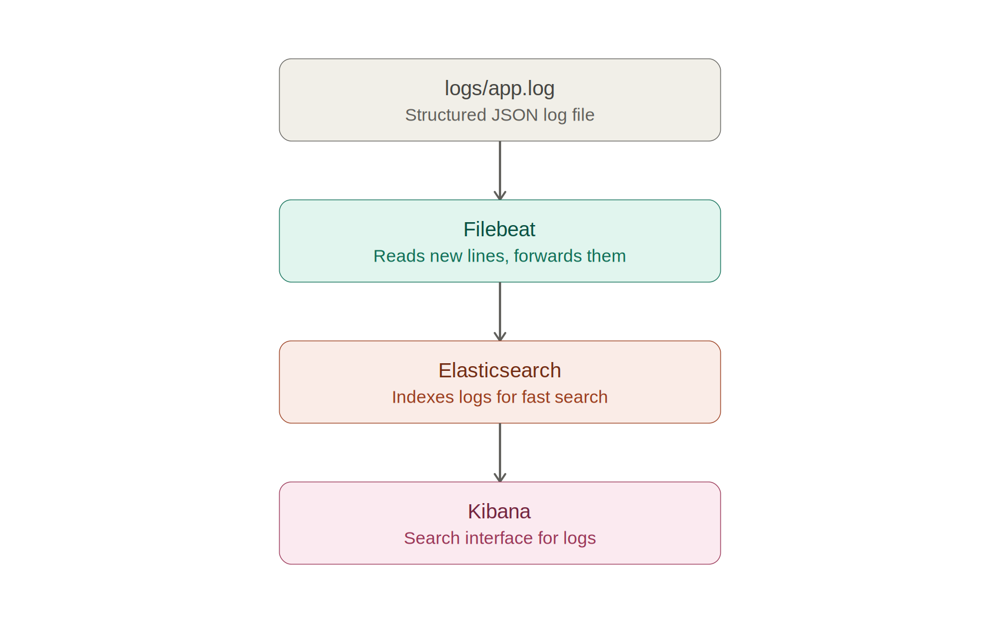 logs/app.log
Structured JSON log file
Filebeat
Reads new lines, forwards them
Elasticsearch
Indexes logs for fast search
Kibana
Search interface for logs